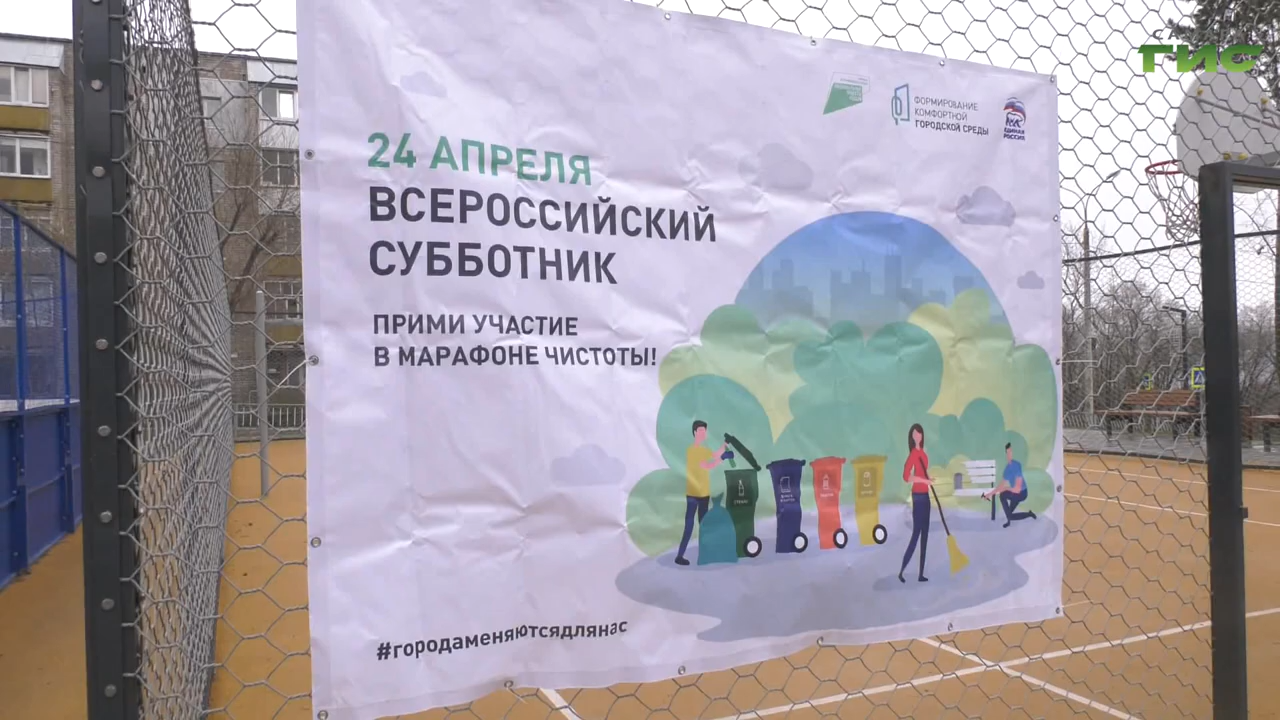 ГИС
ФОРМИРОВАНИЕ
КОМФОРТНОЙ
ГОРОДСКОЙ СРЕДЫ
ЕДИНАЯ
РОССИЯ
24 АПРЕЛЯ
ВСЕРОССИЙСКИЙ
СУББОТНИК
ПРИМИ УЧАСТИЕ
В МАРАФОНЕ ЧИСТОТЫ!
#городаменяютсядлянас